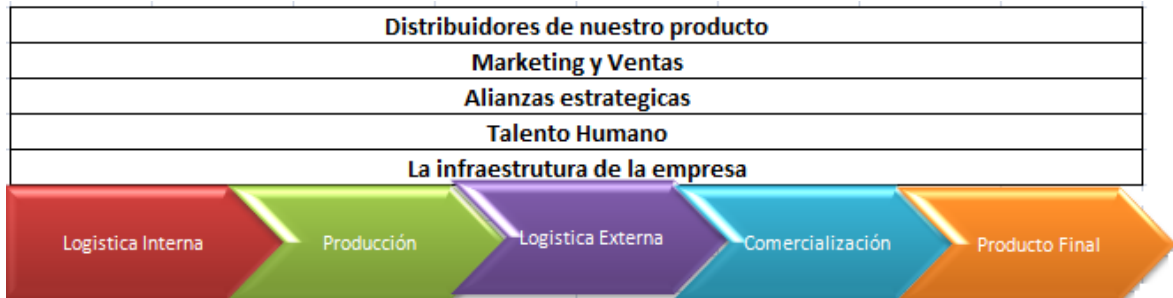 Distribuidores de nuestro producto
Marketing y Ventas
Alianzas estrategicas
Talento Humano
La infraestrutura de la empresa
Logistica Interna
Producción
Logistica Externa
Comercialización
Producto Final